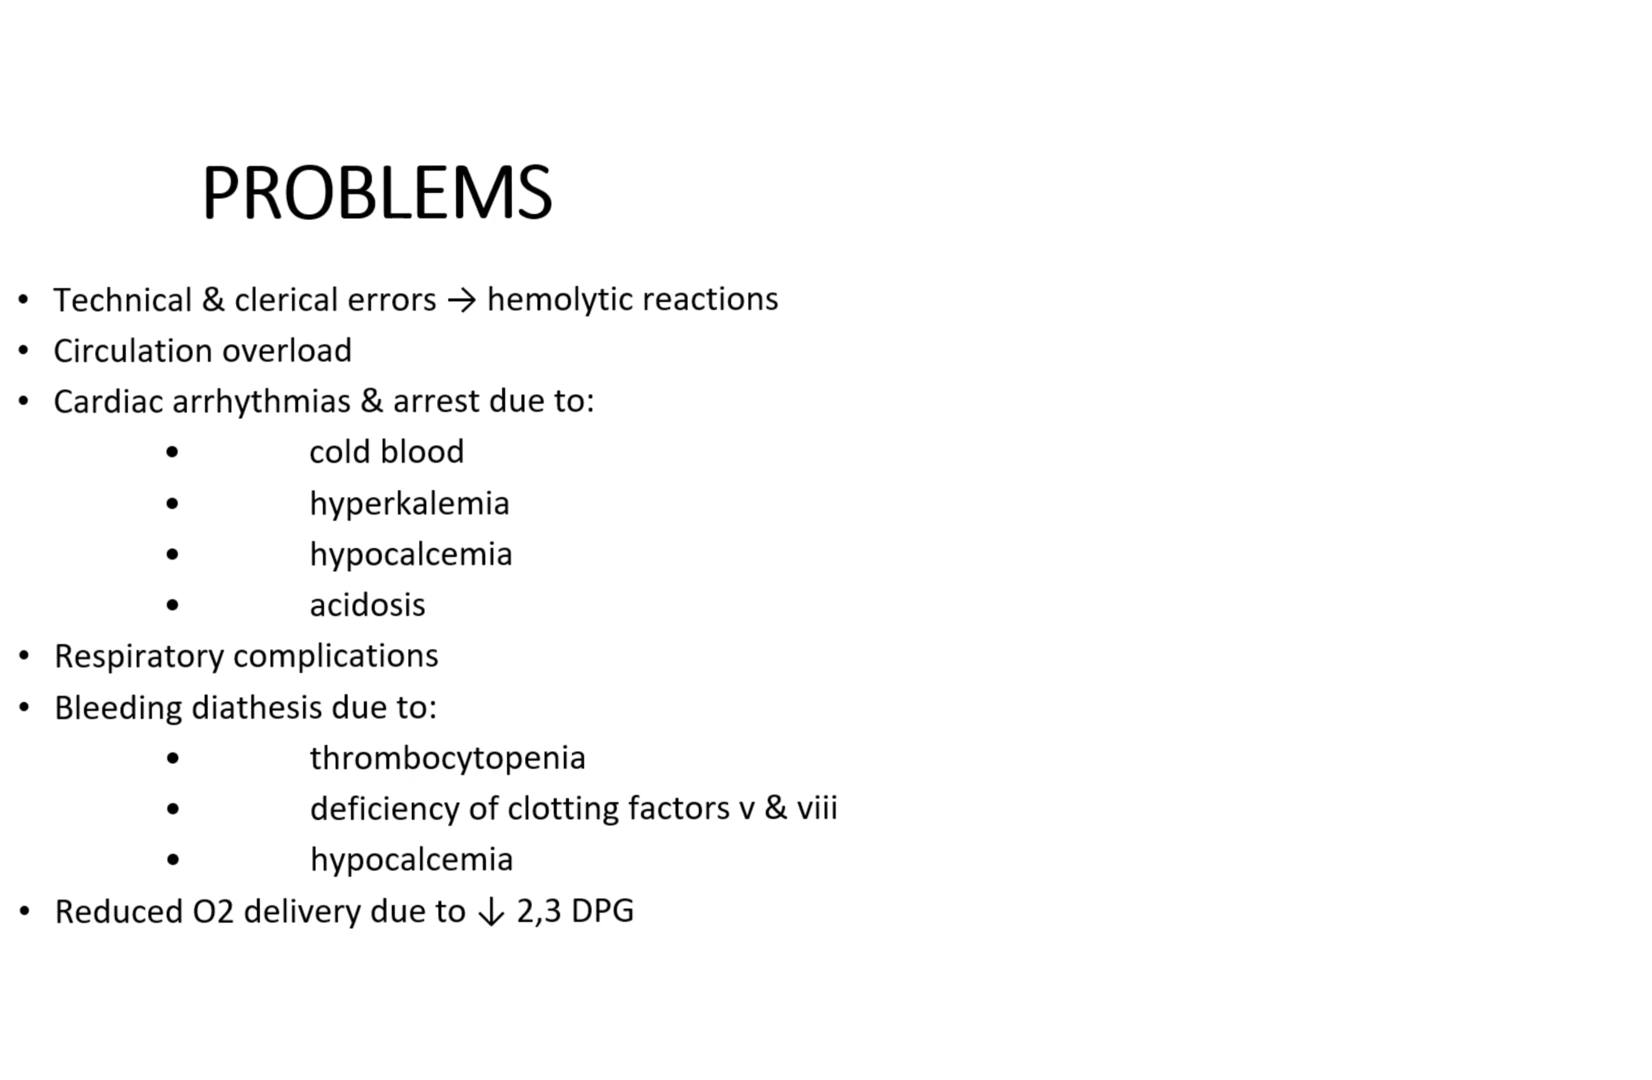 PROBLEMS
• Technical & clerical errors → hemolytic reactions
• Circulation overload
• Cardiac arrhythmias & arrest due to:
• cold blood
• hyperkalemia
• hypocalcemia
• acidosis
• Respiratory complications
• Bleeding diathesis due to:
• thrombocytopenia
• deficiency of clotting factors v & viii
• hypocalcemia
• Reduced O2 delivery due to ↓ 2,3 DPG